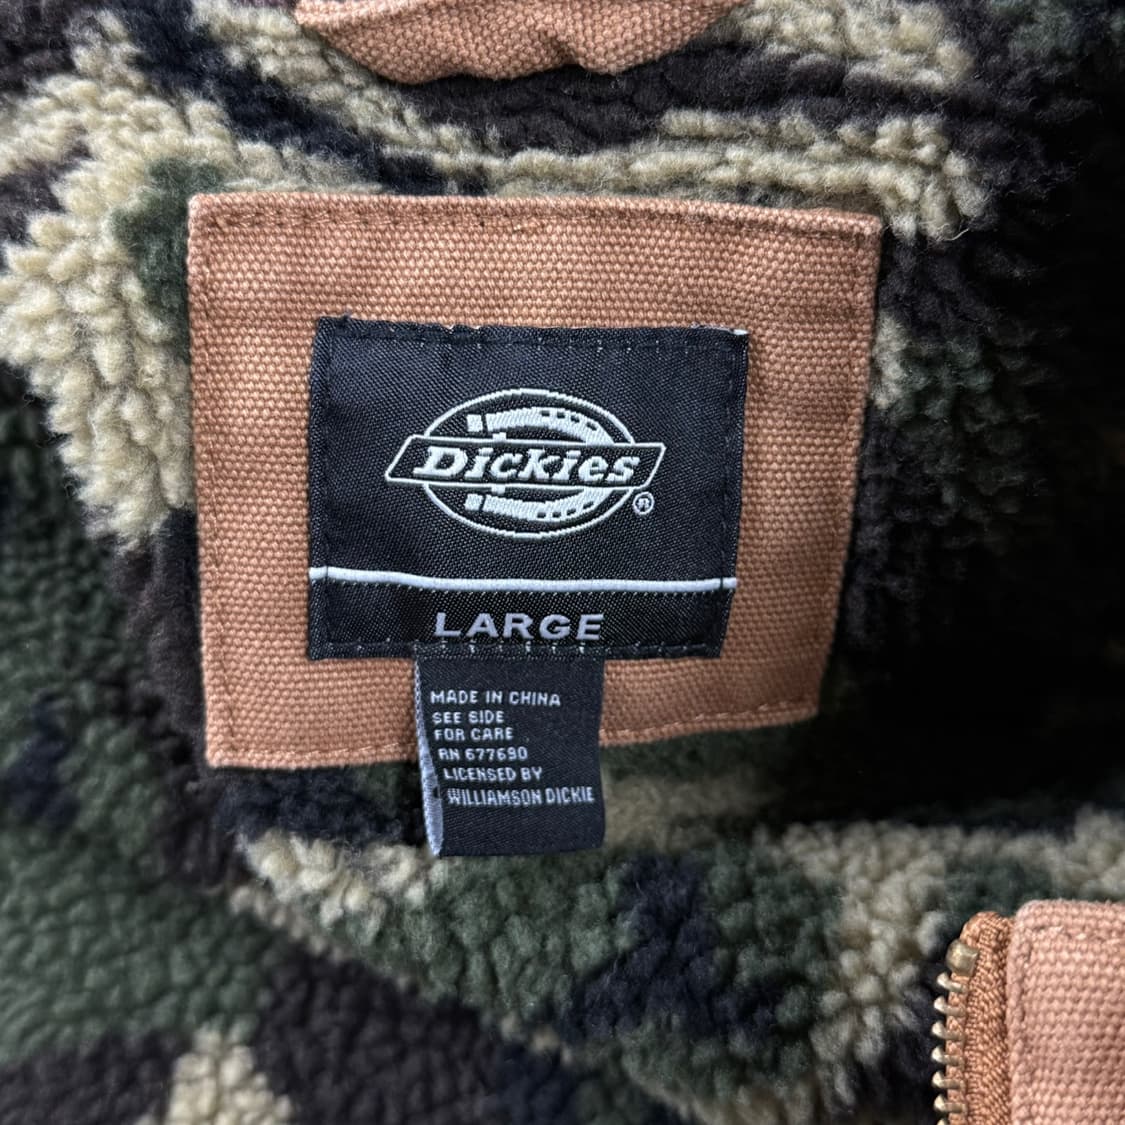 Dickies®
LARGE
MADE IN CHINA
SEE SIDE
FOR CARE
RN 677690
LICENSED BY
WILLIAMSON DICKIE